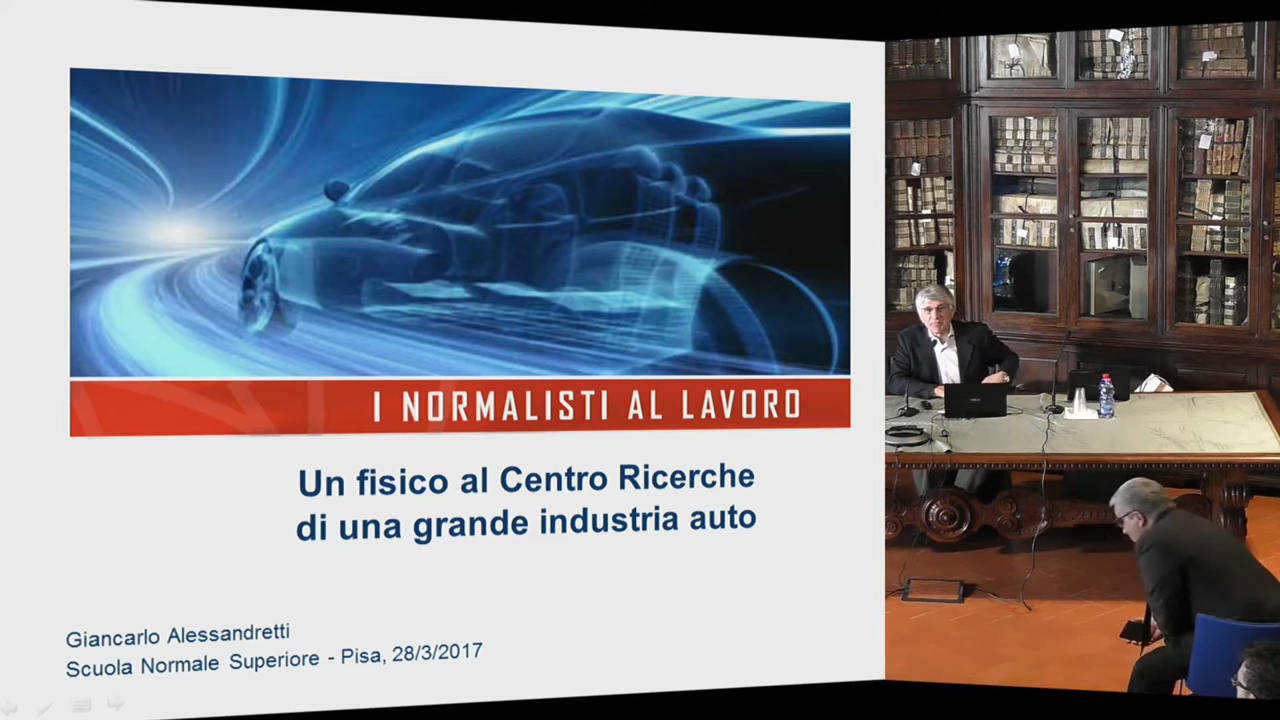 I NORMALISTI AL LAVORO
Un fisico al Centro Ricerche
di una grande industria auto
Giancarlo Alessandretti
Scuola Normale Superiore - Pisa, 28/3/2017